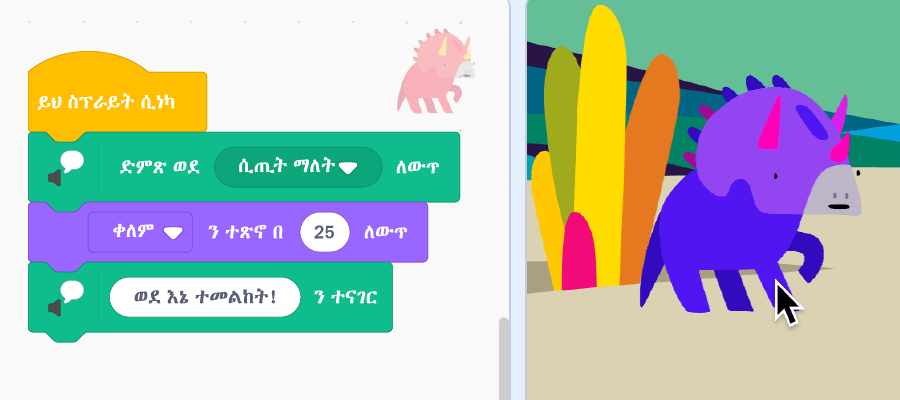 ይህ ስፕራይት ሲነካ
ድምጽ ወደ ሲጢት ማለት ለውጥ
ቀለም ን ተጽኖ በ 25 ለውጥ
ወደ እኔ ተመልከት! ን ተናገር